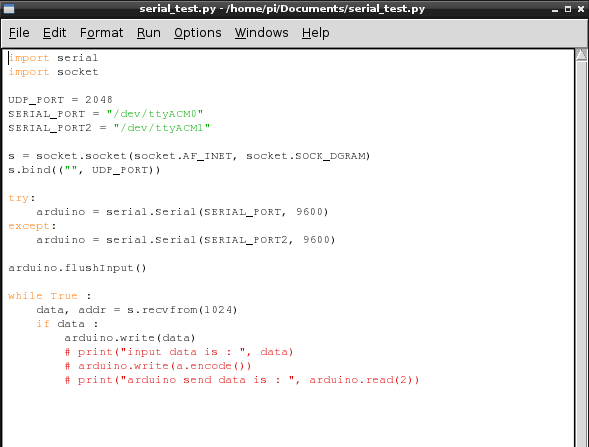 serial_test.py - /home/pi/Documents/serial_test.py
File Edit Format Run Options Windows Help
import serial
import socket
UDP_PORT = 2048
SERIAL_PORT = "/dev/ttyACM0"
SERIAL_PORT2 = "/dev/ttyACM1"
s = socket.socket(socket.AF_INET, socket.SOCK_DGRAM)
s.bind(("", UDP_PORT))
try:
    arduino = serial.Serial(SERIAL_PORT, 9600)
except:
    arduino = serial.Serial(SERIAL_PORT2, 9600)
arduino.flushInput()
while True :
    data, addr = s.recvfrom(1024)
    if data :
        arduino.write(data)
        # print("input data is : ", data)
        # arduino.write(a.encode())
        # print("arduino send data is : ", arduino.read(2))